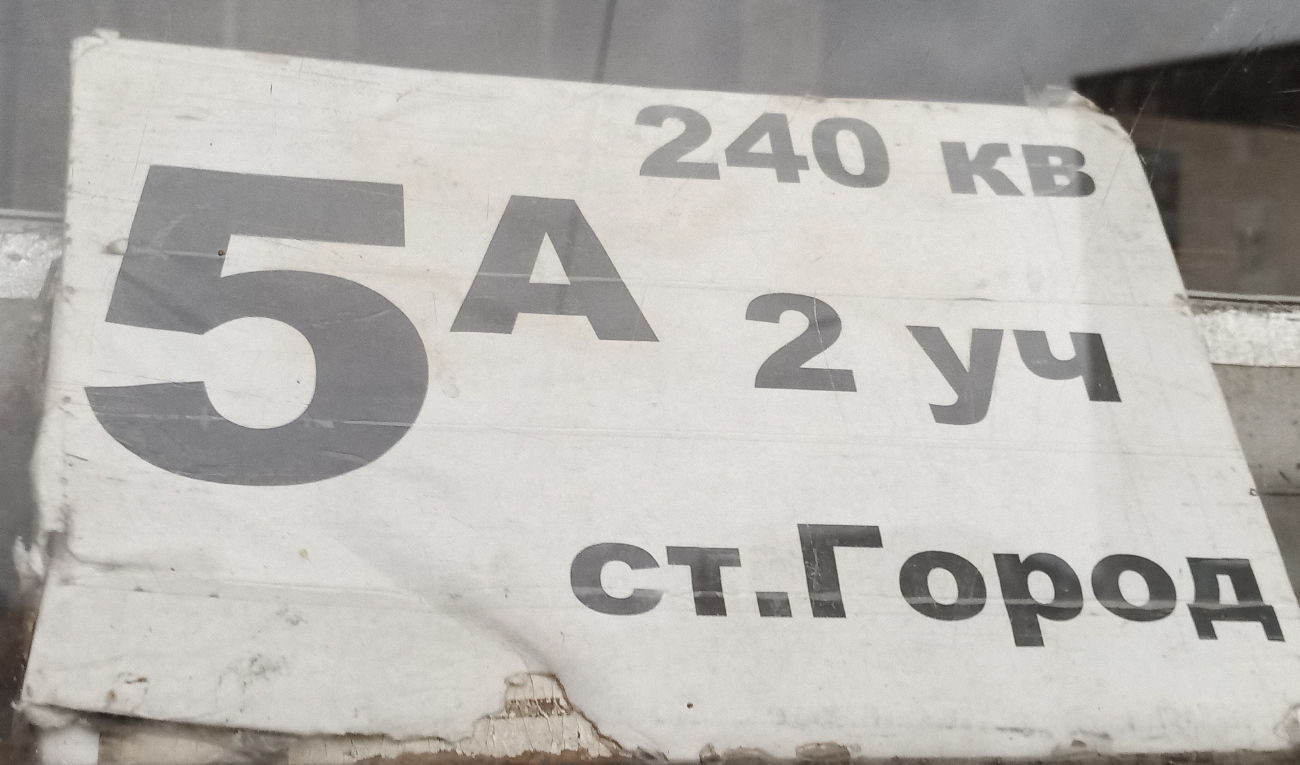 240 кв
5А
2 уч
ст.Город